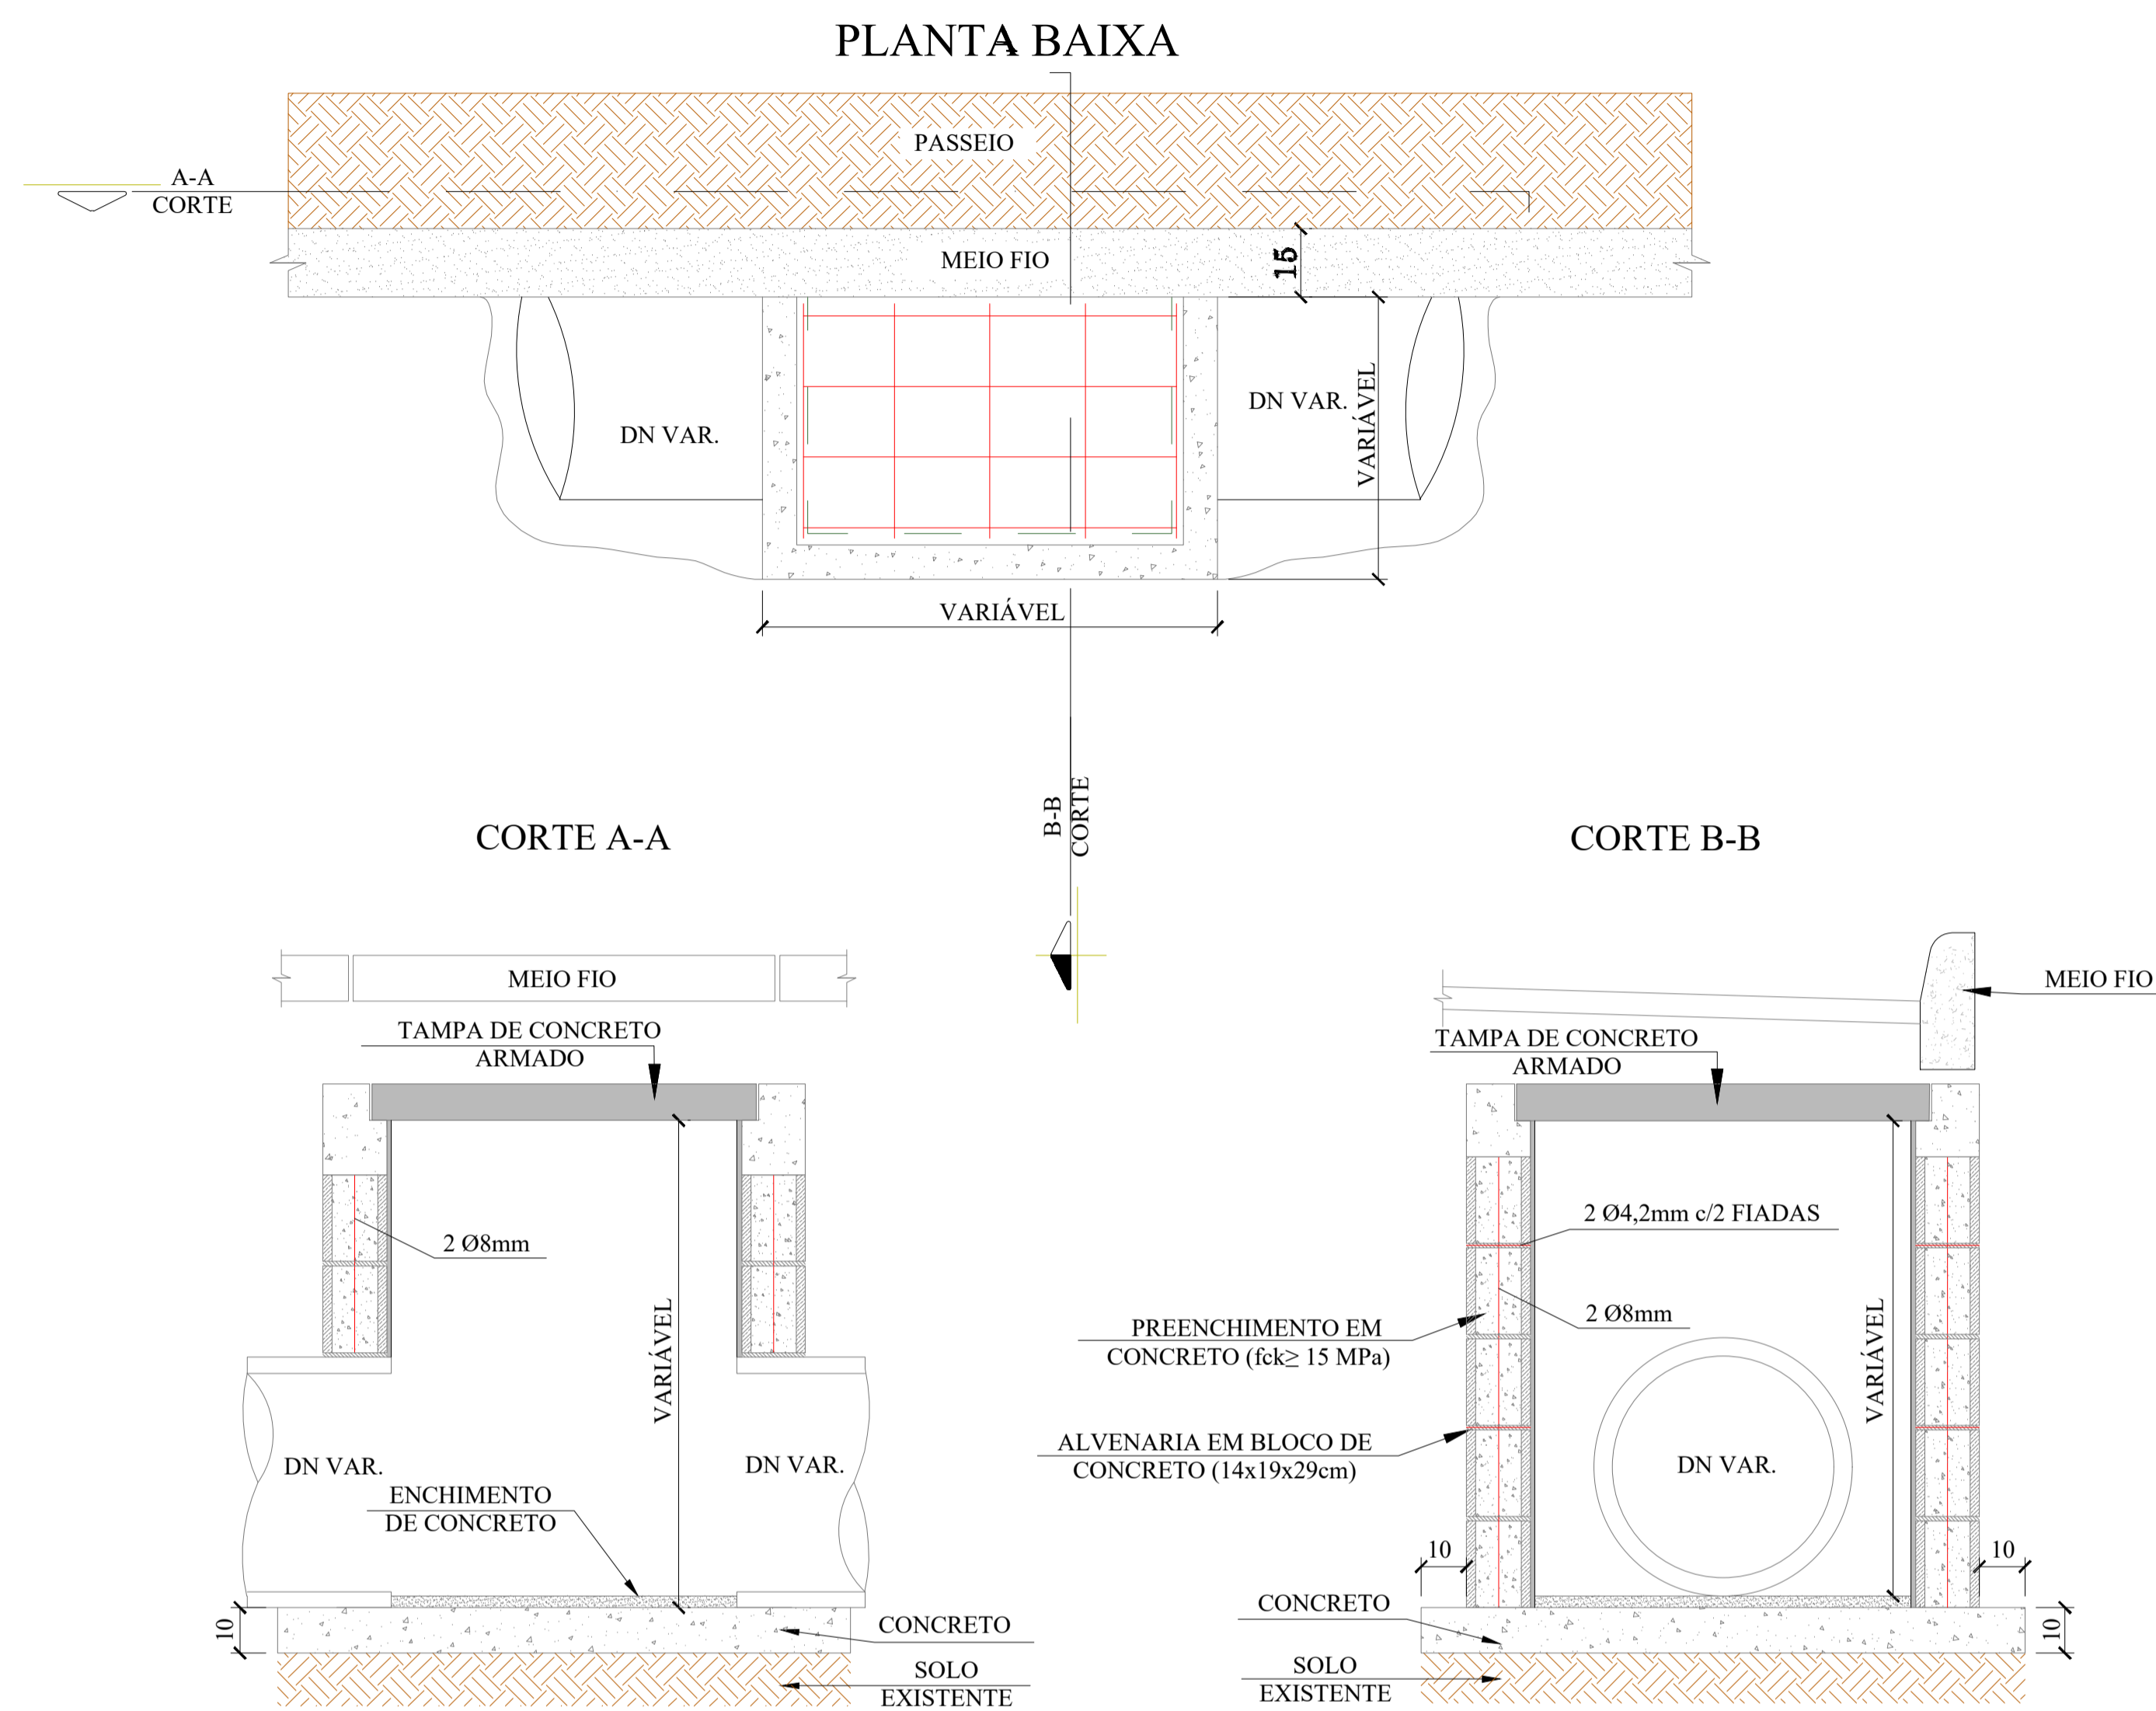 PLANTA BAIXA
PASSEIO
A-A
CORTE
MEIO FIO
15
DN VAR.
DN VAR.
VARIÁVEL
VARIÁVEL
B-B
CORTE
CORTE A-A
MEIO FIO
TAMPA DE CONCRETO
ARMADO
2 Ø8mm
VARIÁVEL
DN VAR.
DN VAR.
ENCHIMENTO
DE CONCRETO
10
CONCRETO
SOLO
EXISTENTE
CORTE B-B
MEIO FIO
TAMPA DE CONCRETO
ARMADO
2 Ø4,2mm c/2 FIADAS
2 Ø8mm
PREENCHIMENTO EM
CONCRETO (fck≥ 15 MPa)
VARIÁVEL
ALVENARIA EM BLOCO DE
CONCRETO (14x19x29cm)
DN VAR.
10
10
CONCRETO
10
SOLO
EXISTENTE